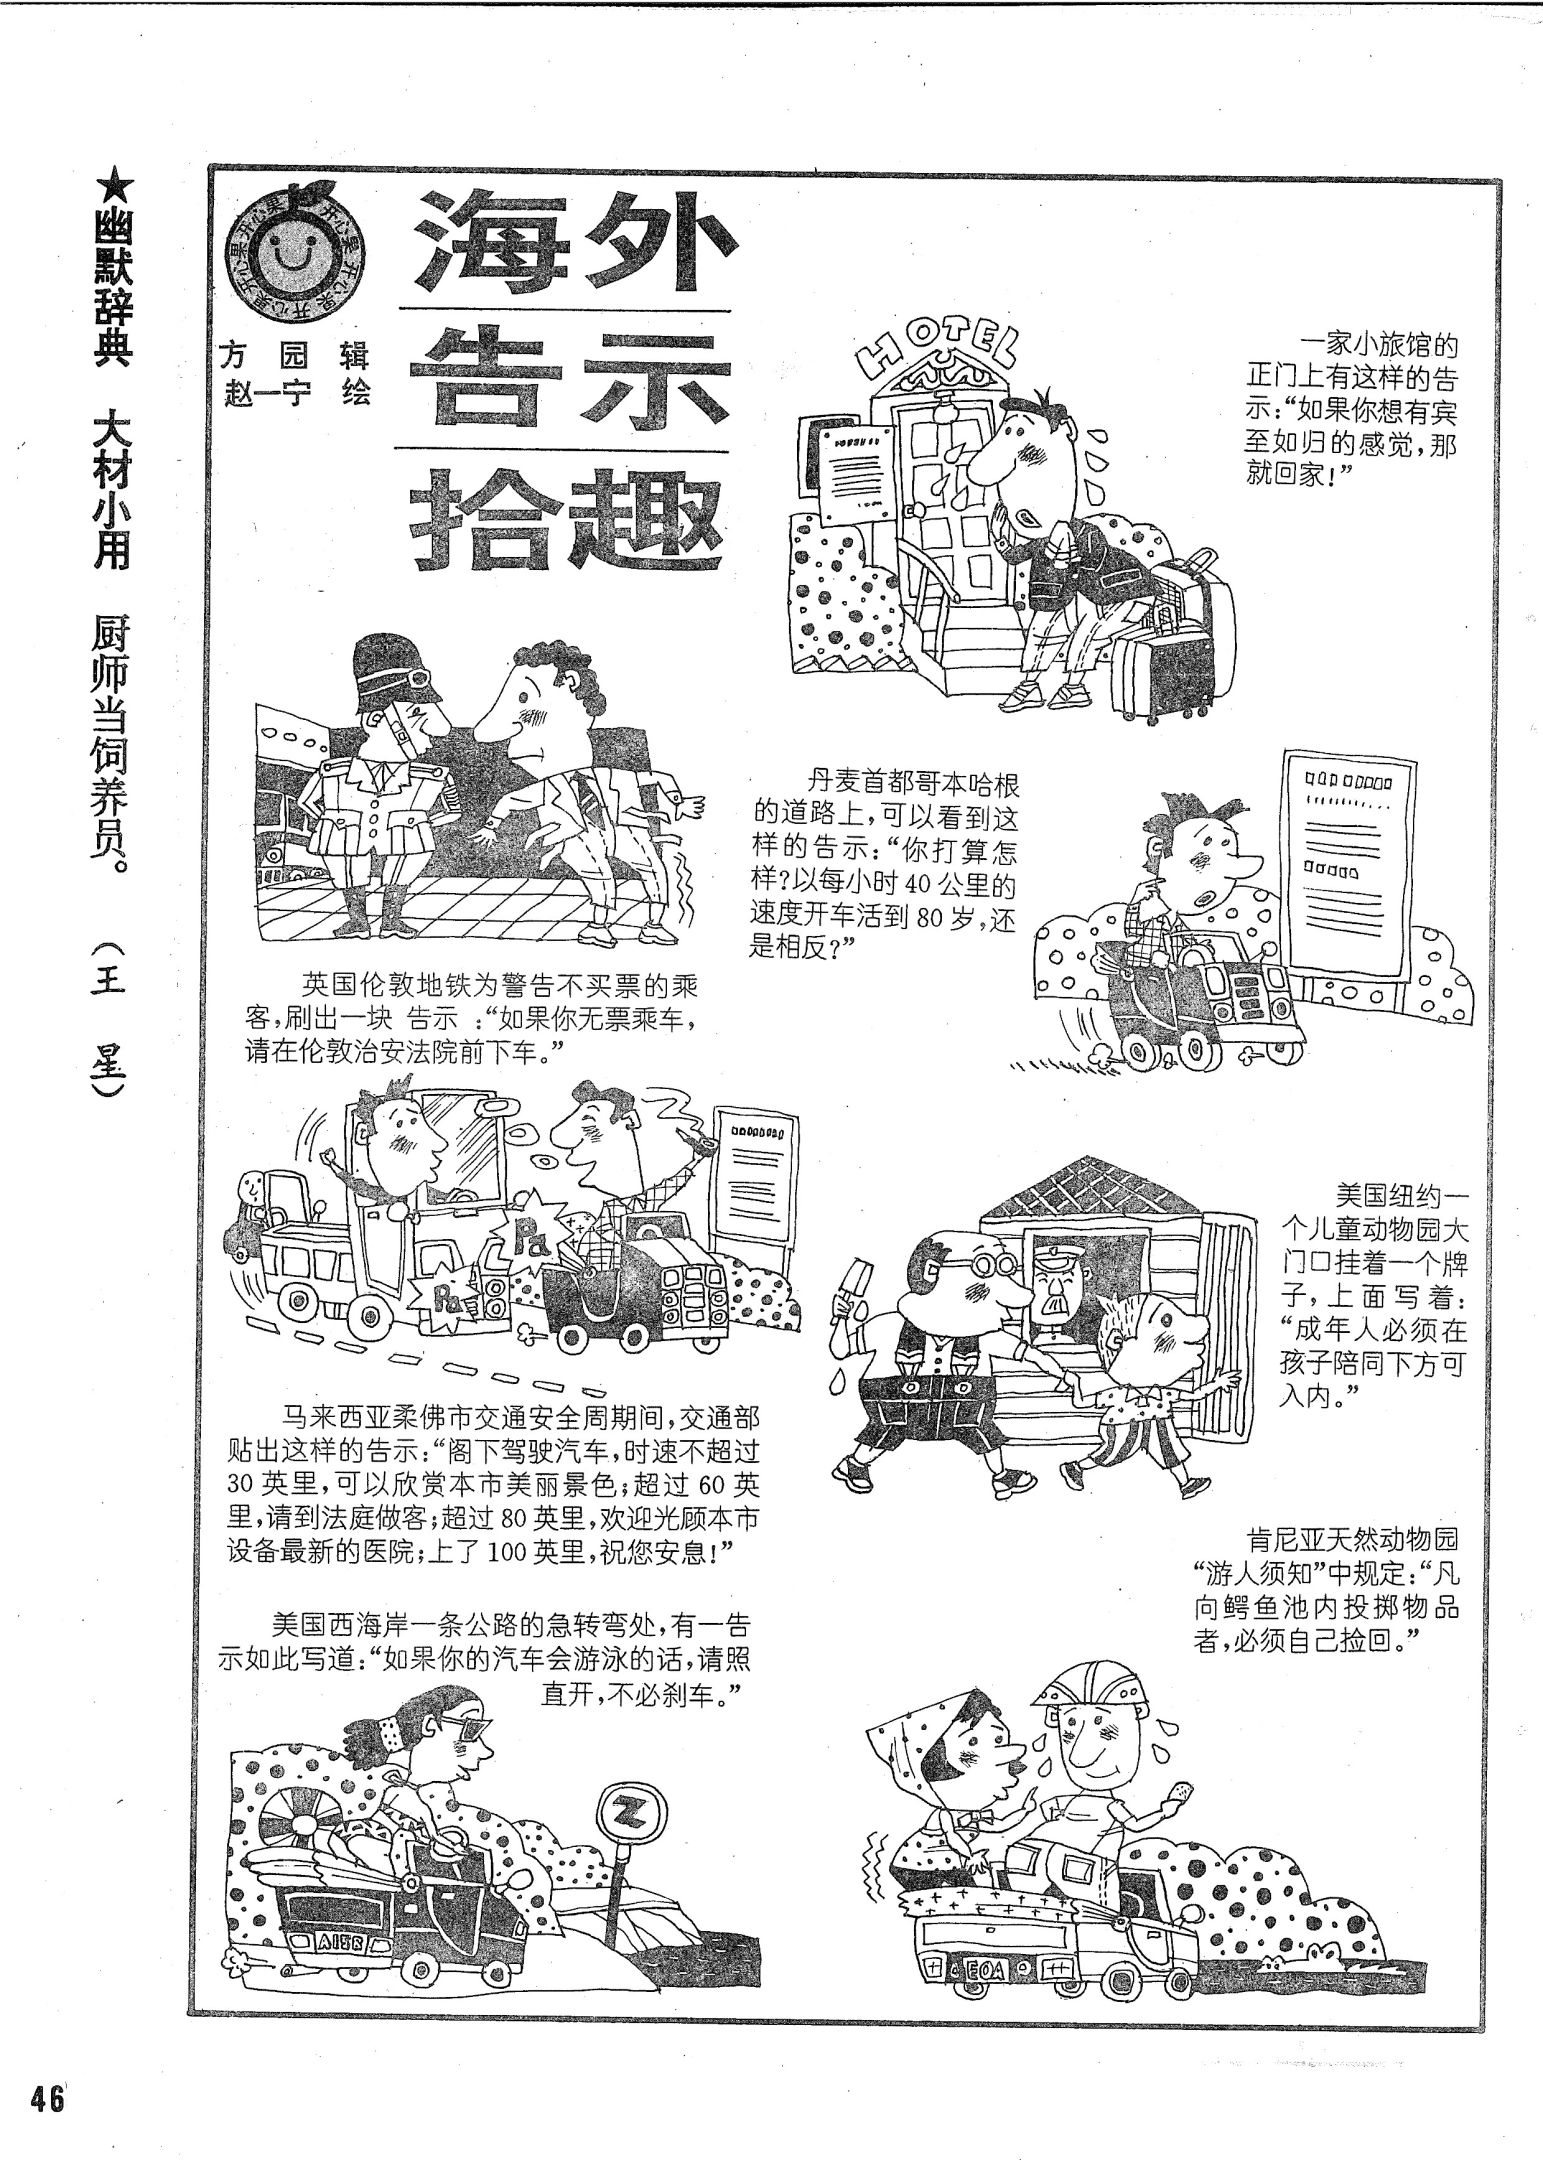 ★幽默辞典　大材小用　厨师当饲养员。（王　星）
开心果 开心果 开心果 开心果
海外
告示
拾趣
方　园　辑
赵一宁　绘
HOTEL
一家小旅馆的
正门上有这样的告
示：“如果你想有宾
至如归的感觉，那
就回家！”
英国伦敦地铁为警告不买票的乘
客，刷出一块 告示 ：“如果你无票乘车，
请在伦敦治安法院前下车。”
丹麦首都哥本哈根
的道路上，可以看到这
样的告示：“你打算怎
样？以每小时 40 公里的
速度开车活到 80 岁，还
是相反？”
Pa
Pa
马来西亚柔佛市交通安全周期间，交通部
贴出这样的告示：“阁下驾驶汽车，时速不超过
30 英里，可以欣赏本市美丽景色；超过 60 英
里，请到法庭做客；超过 80 英里，欢迎光顾本市
设备最新的医院；上了 100 英里，祝您安息！”
美国纽约一
个儿童动物园大
门口挂着一个牌
子，上面写着：
“成年人必须在
孩子陪同下方可
入内。”
美国西海岸一条公路的急转弯处，有一告
示如此写道：“如果你的汽车会游泳的话，请照
直开，不必刹车。”
Z
肯尼亚天然动物园
“游人须知”中规定：“凡
向鳄鱼池内投掷物品
者，必须自己捡回。”
EOA
46